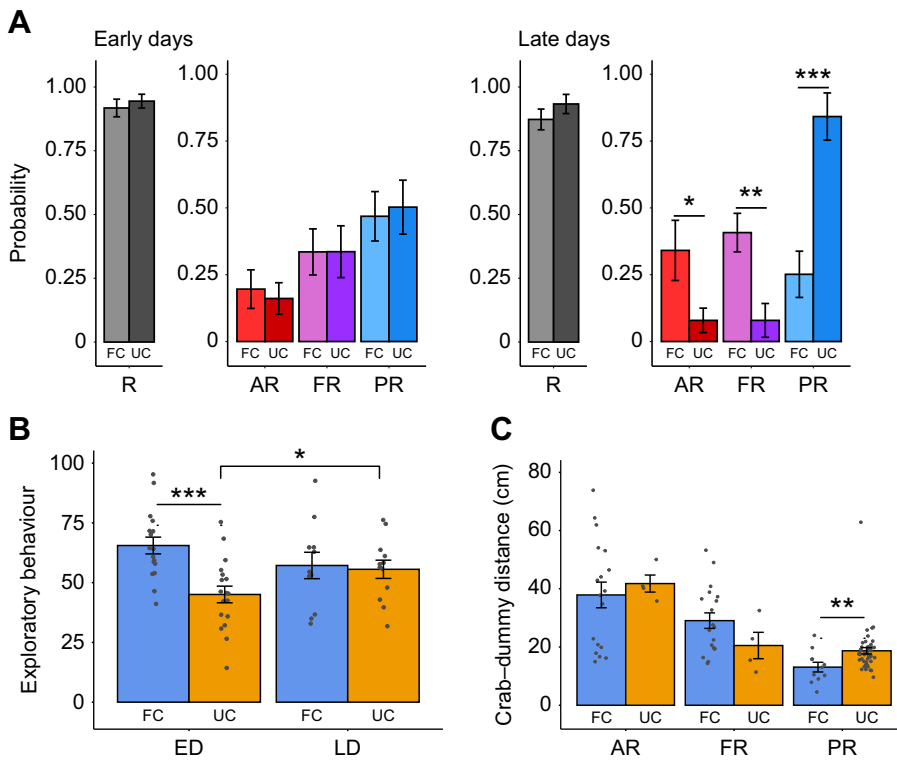 A
Early days
Late days
Probability
1.00
0.75
0.50
0.25
0
FC UC
R
1.00
0.75
0.50
0.25
0
FC UC FC UC FC UC
AR FR PR
1.00
0.75
0.50
0.25
0
FC UC
R
1.00
0.75
0.50
0.25
0
* ** ***
FC UC FC UC FC UC
AR FR PR
B
Exploratory behaviour
100
75
50
25
0
*** *
FC UC FC UC
ED LD
C
Crab–dummy distance (cm)
80
60
40
20
0
**
FC UC FC UC FC UC
AR FR PR